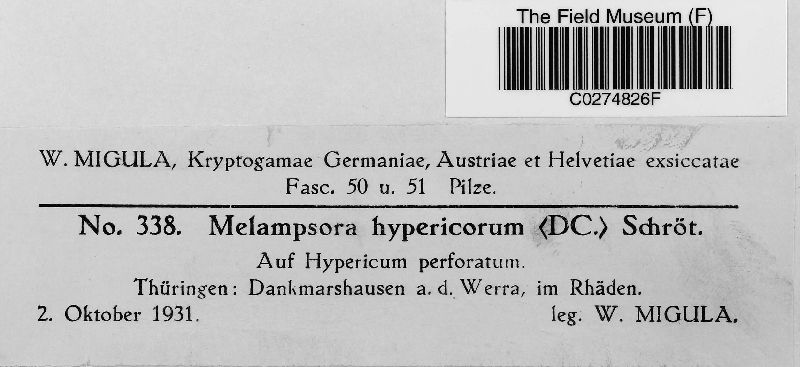 The Field Museum (F)
C0274826F
W. MIGULA, Kryptogamae Germaniae, Austriae et Helvetiae exsiccatae
Fasc. 50 u. 51 Pilze.
No. 338. Melampsora hypericorum (DC.) Schröt.
Auf Hypericum perforatum.
Thüringen: Dankmarshausen a. d. Werra, im Rhäden.
2. Oktober 1931. leg. W. MIGULA.